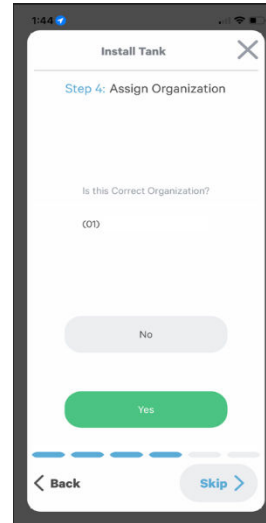 1:44
Install Tank
Step 4: Assign Organization
Is this Correct Organization?
(01)
No
Yes
Back
Skip